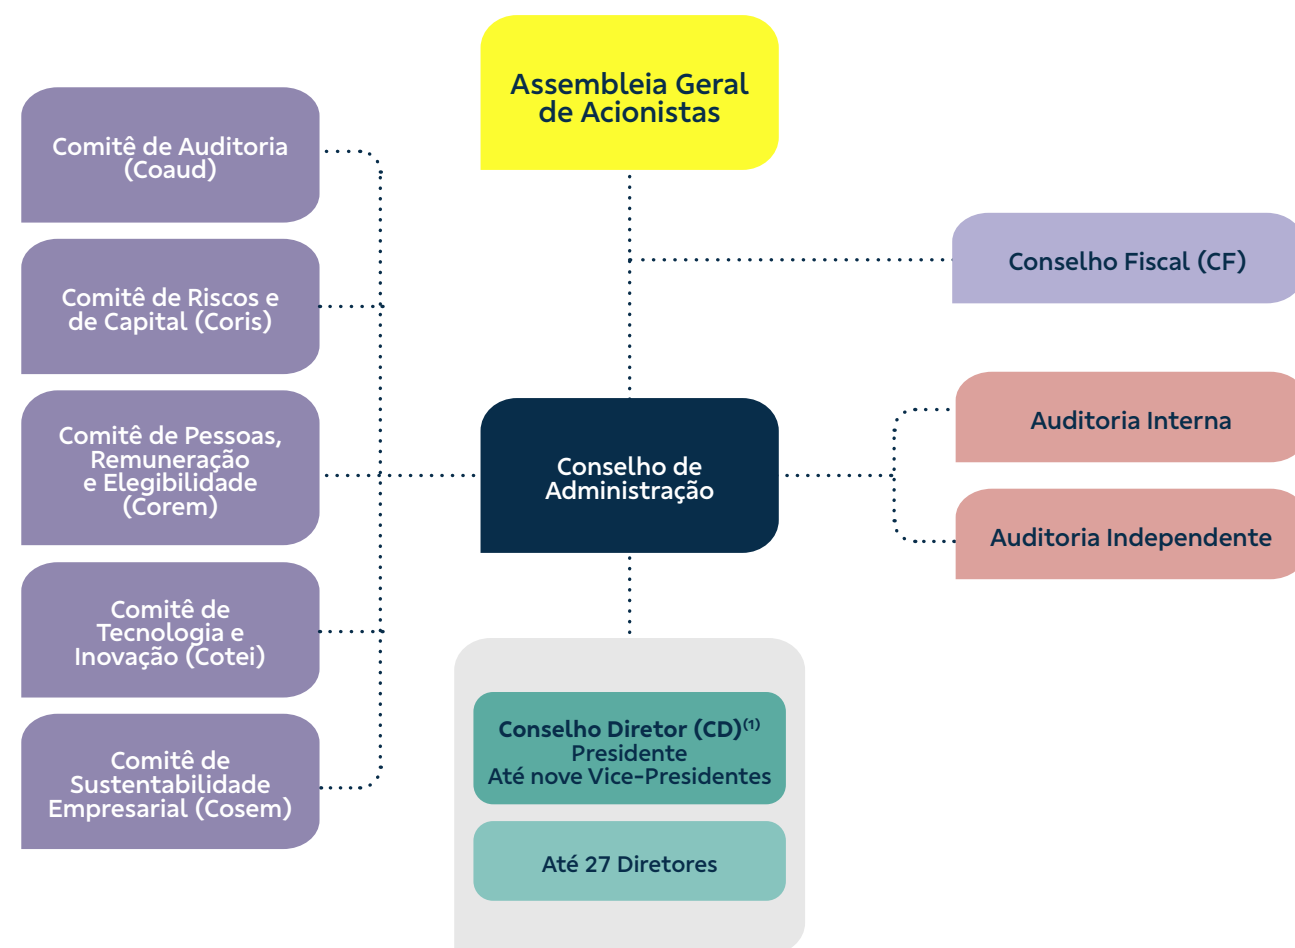 Assembleia Geral
de Acionistas
Comitê de Auditoria
(Coaud)
Comitê de Riscos e
de Capital (Coris)
Comitê de Pessoas,
Remuneração
e Elegibilidade
(Corem)
Comitê de
Tecnologia e
Inovação (Cotei)
Comitê de
Sustentabilidade
Empresarial (Cosem)
Conselho Fiscal (CF)
Conselho de
Administração
Auditoria Interna
Auditoria Independente
Conselho Diretor (CD)⁽¹⁾
Presidente
Até nove Vice-Presidentes
Até 27 Diretores